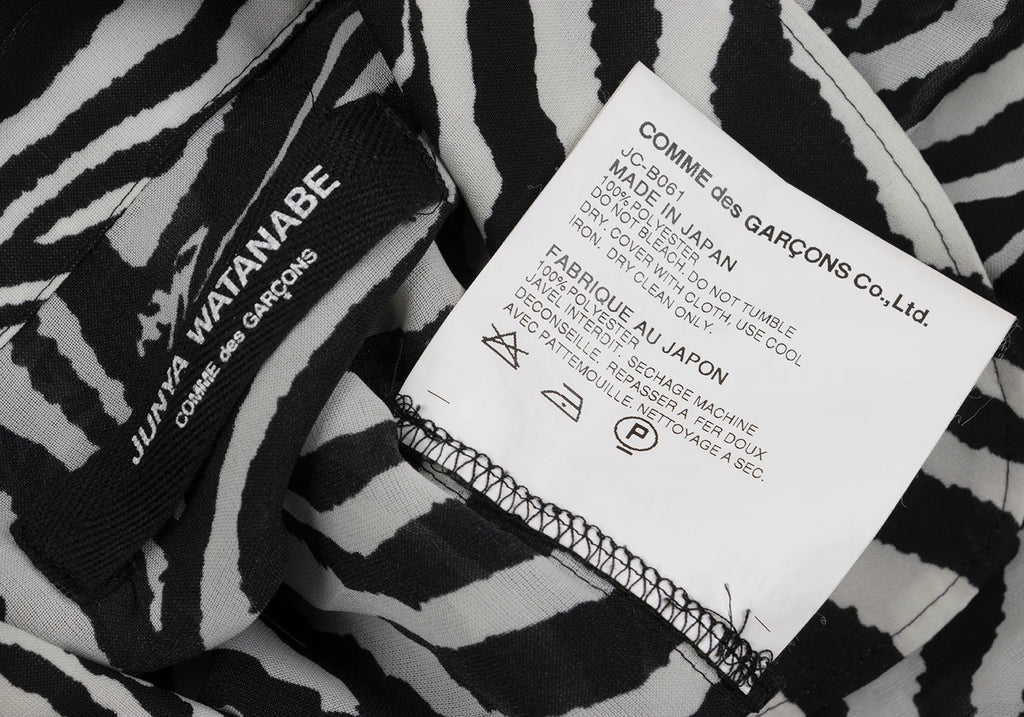 JUNYA WATANABE
COMME des GARÇONS
COMME des GARÇONS Co.,Ltd.
JC-B061
MADE IN JAPAN
100% POLYESTER
DO NOT BLEACH, DO NOT TUMBLE
DRY. COVER WITH CLOTH, USE COOL
IRON. DRY CLEAN ONLY.
FABRIQUE AU JAPON
100% POLYESTER
JAVEL INTERDIT. SECHAGE MACHINE
DECONSEILLE. REPASSER A FER DOUX
AVEC PATTEMOUILLE. NETTOYAGE A SEC.
P